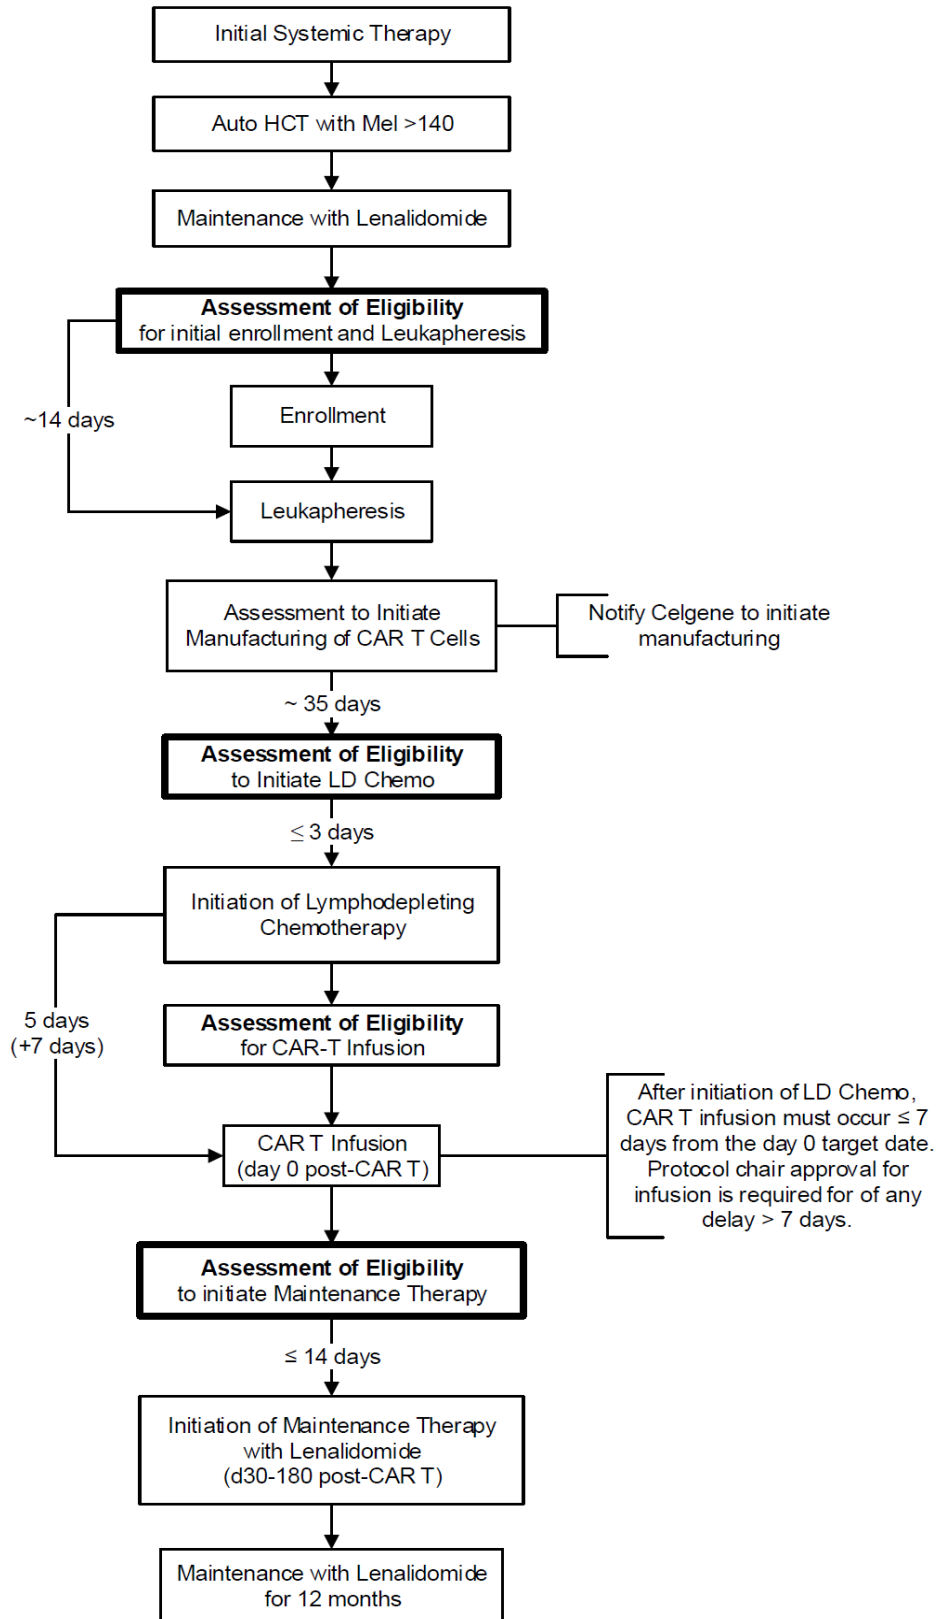 Initial Systemic Therapy
Auto HCT with Mel >140
Maintenance with Lenalidomide
Assessment of Eligibility
for initial enrollment and Leukapheresis
~14 days
Enrollment
Leukapheresis
Assessment to Initiate
Manufacturing of CAR T Cells
Notify Celgene to initiate
manufacturing
~ 35 days
Assessment of Eligibility
to Initiate LD Chemo
≤ 3 days
Initiation of Lymphodepleting
Chemotherapy
5 days
(+7 days)
Assessment of Eligibility
for CAR-T Infusion
CAR T Infusion
(day 0 post-CAR T)
After initiation of LD Chemo,
CAR T infusion must occur ≤ 7
days from the day 0 target date.
Protocol chair approval for
infusion is required for of any
delay > 7 days.
Assessment of Eligibility
to initiate Maintenance Therapy
≤ 14 days
Initiation of Maintenance Therapy
with Lenalidomide
(d30-180 post-CAR T)
Maintenance with Lenalidomide
for 12 months